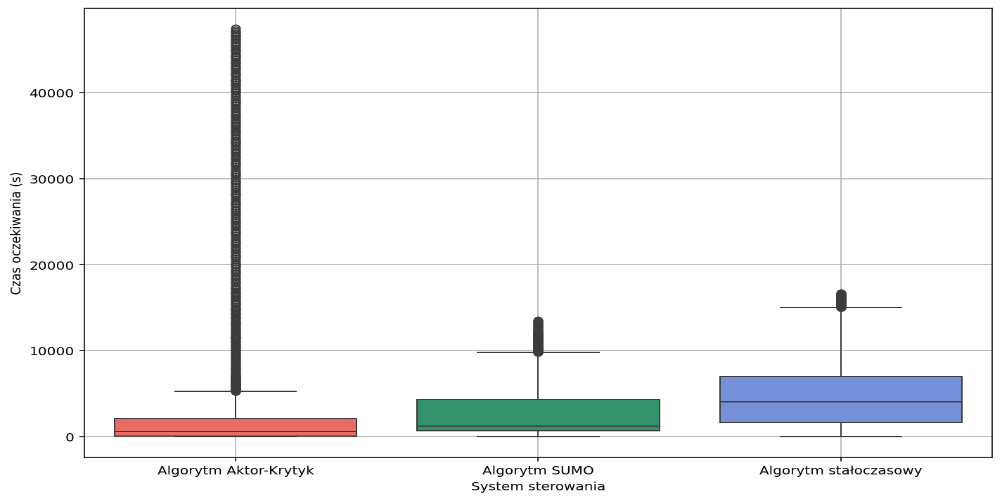 Czas oczekiwania (s)
40000
30000
20000
10000
0
Algorytm Aktor-Krytyk
Algorytm SUMO
Algorytm stałoczasowy
System sterowania